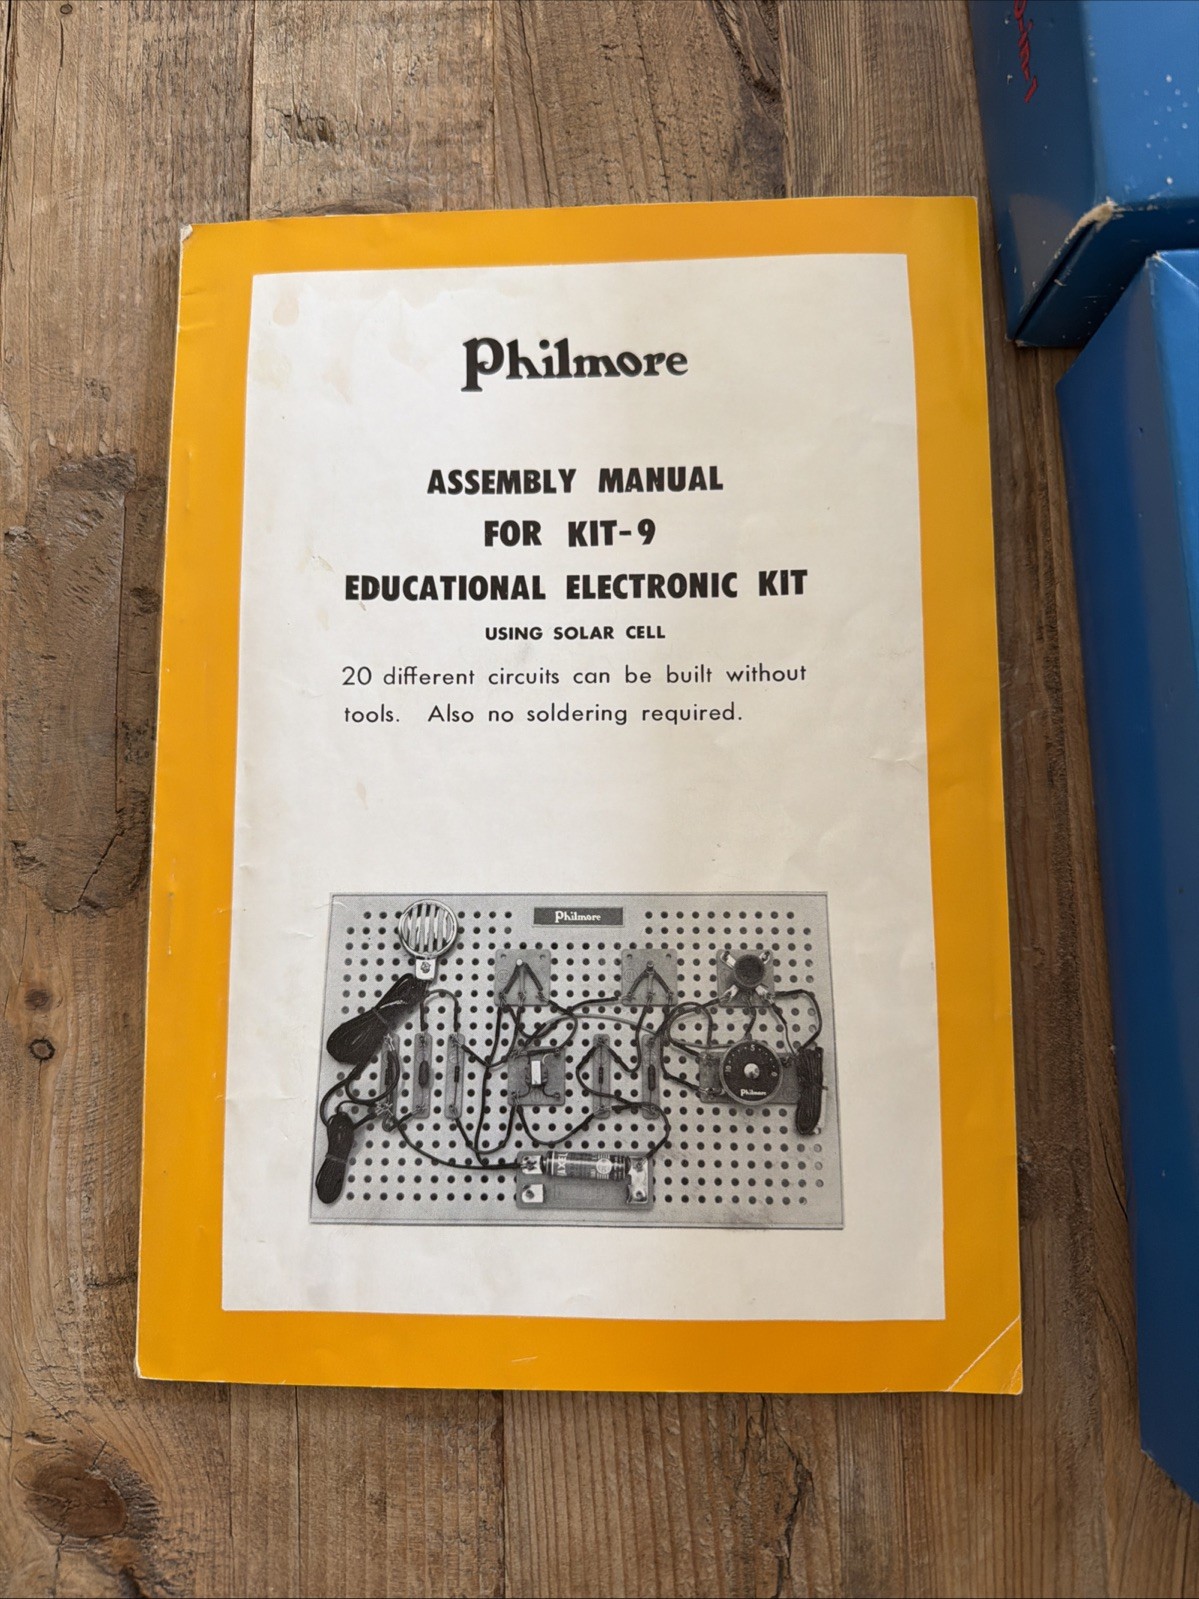 Philmore
ASSEMBLY MANUAL
FOR KIT-9
EDUCATIONAL ELECTRONIC KIT
USING SOLAR CELL
20 different circuits can be built without
tools. Also no soldering required.
Philmore
Philmore